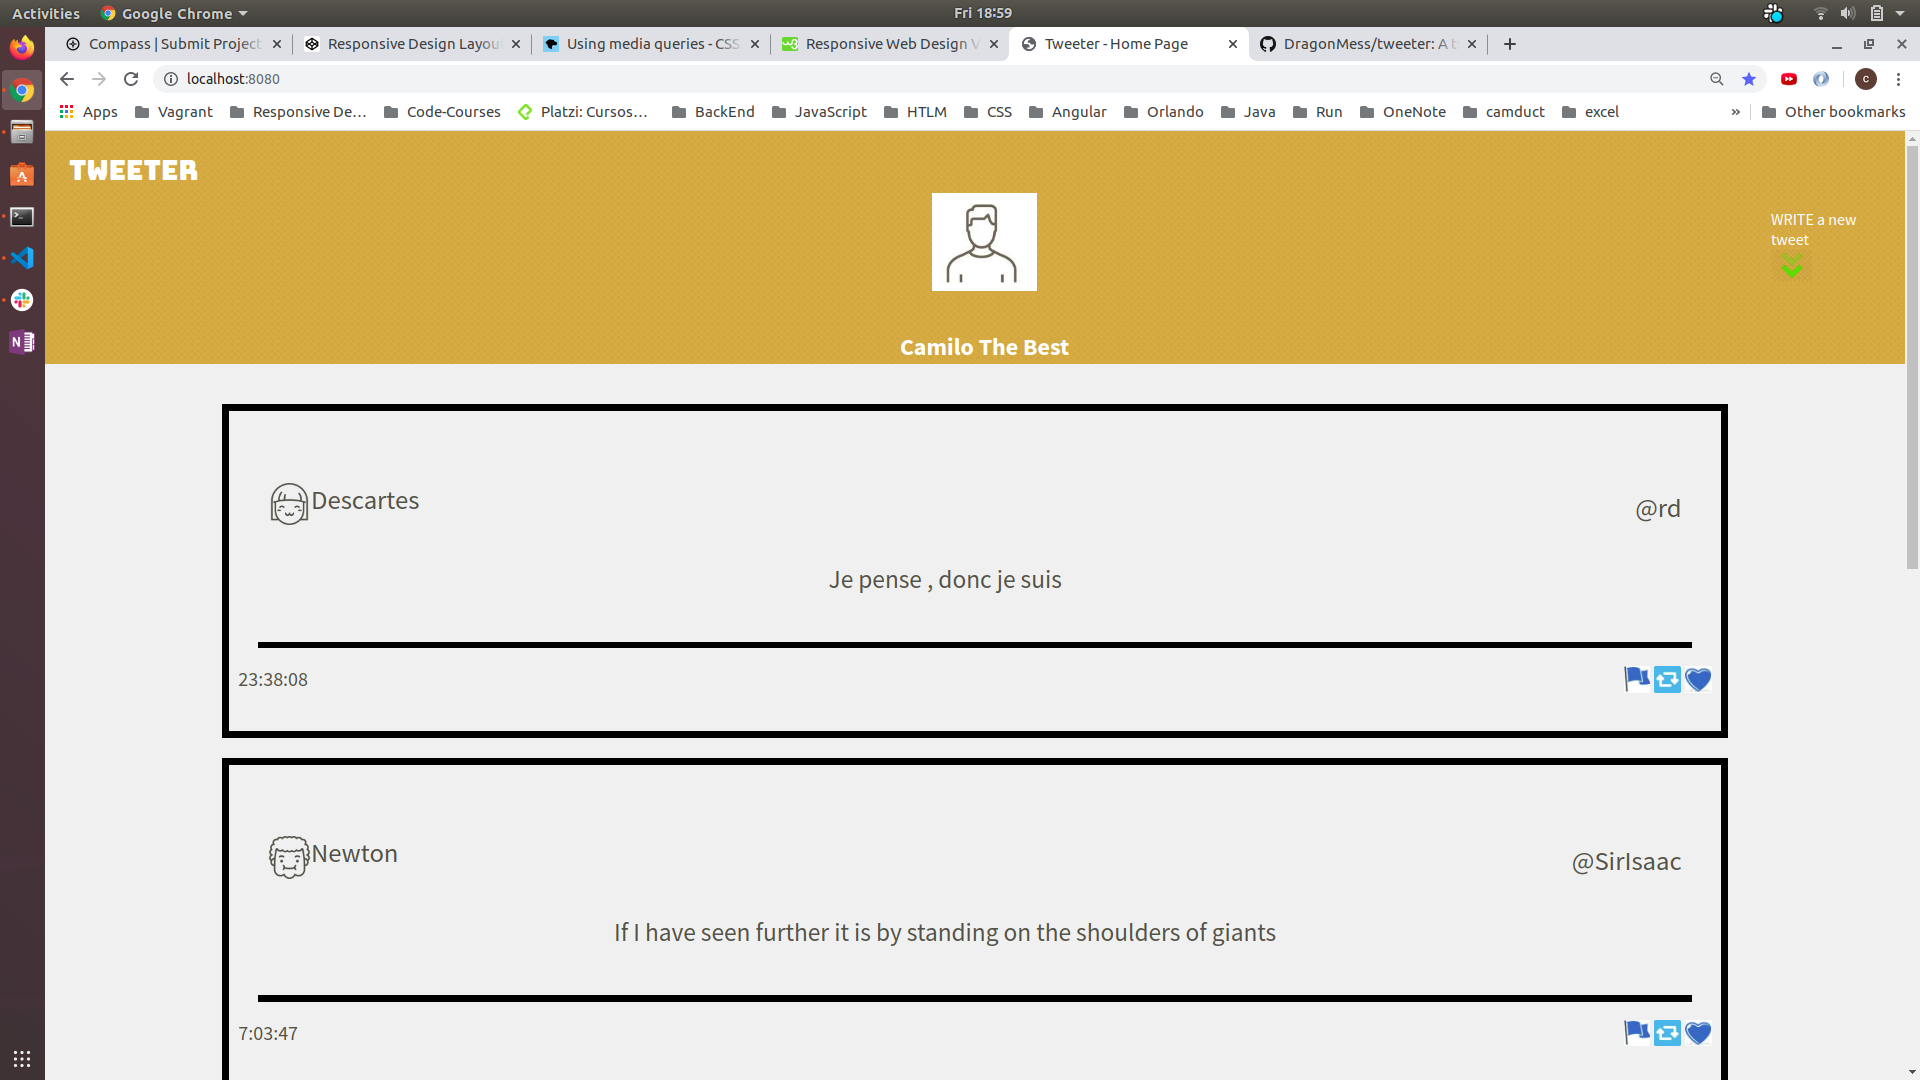 Activities Google Chrome Fri 18:59
Compass | Submit Project Responsive Design Layou Using media queries - CSS Responsive Web Design V Tweeter - Home Page DragonMess/tweeter: A t
localhost:8080 c
Apps Vagrant Responsive De... Code-Courses Platzi: Cursos... BackEnd JavaScript HTLM CSS Angular Orlando Java Run OneNote camduct excel » Other bookmarks
TWEETER
WRITE a new
tweet
Camilo The Best
Descartes @rd
Je pense , donc je suis
23:38:08
Newton @SirIsaac
If I have seen further it is by standing on the shoulders of giants
7:03:47